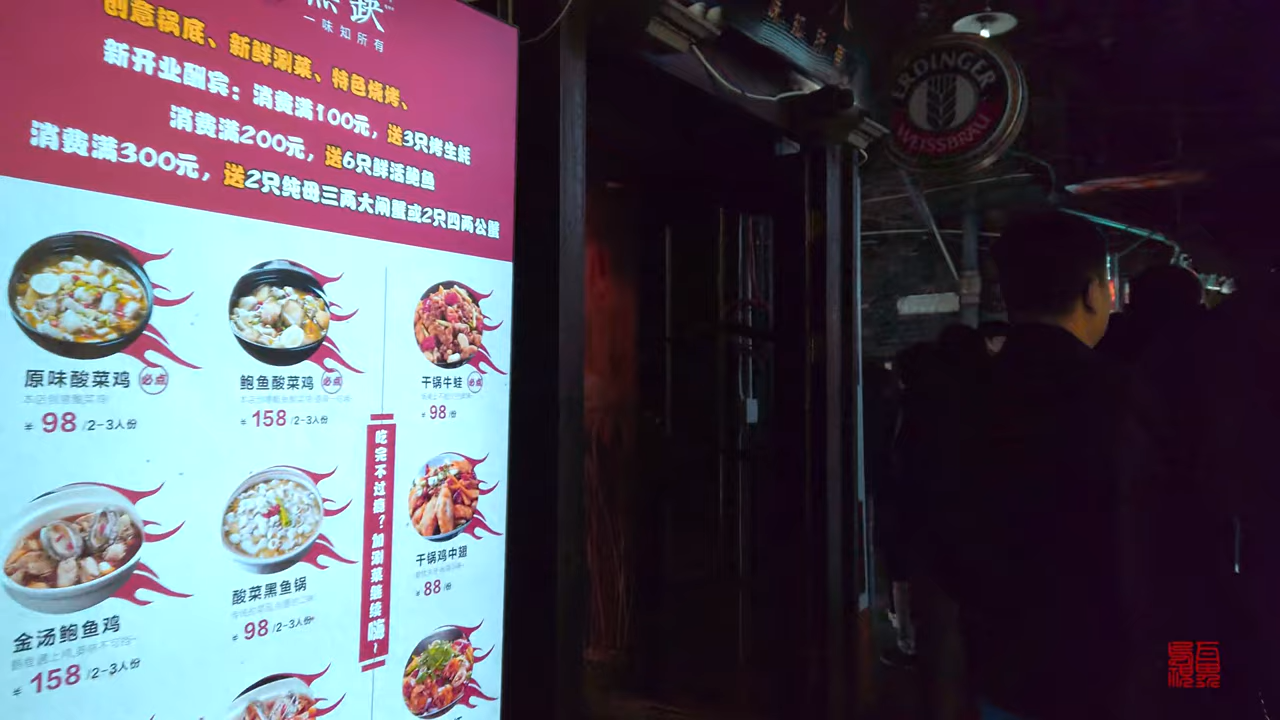 一味知所有
创意锅底、新鲜涮菜、特色烧烤、
新开业酬宾：消费满100元，送3只烤生蚝
消费满200元，送6只鲜活鲍鱼
消费满300元，送2只纯母三两大闸蟹或2只四两公蟹
原味酸菜鸡 必点
¥ 98 /2-3人份
鲍鱼酸菜鸡 必点
¥ 158 /2-3人份
干锅牛蛙 必点
¥ 98 /份
吃完不过瘾？加涮菜继续嗨~
金汤鲍鱼鸡
¥ 158 /2-3人份
酸菜黑鱼锅
¥ 98 /2-3人份
干锅鸡中翅
¥ 88 /份
ERDINGER
WEISSBRÄU